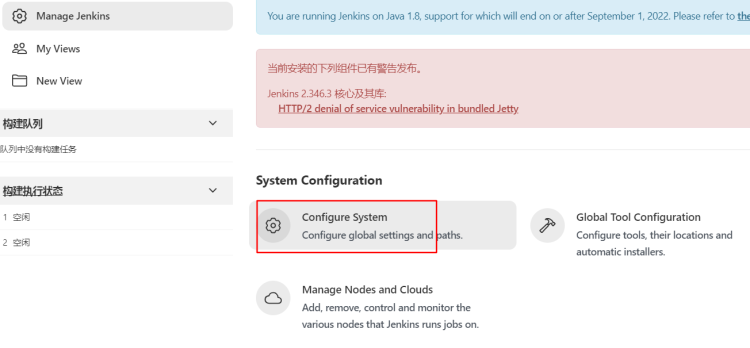 Manage Jenkins
My Views
New View
构建队列
队列中没有构建任务
构建执行状态
1 空闲
2 空闲
You are running Jenkins on Java 1.8, support for which will end on or after September 1, 2022. Please refer to the
当前安装的下列组件已有警告发布。
Jenkins 2.346.3 核心及其库:
HTTP/2 denial of service vulnerability in bundled Jetty
System Configuration
Configure System
Configure global settings and paths.
Global Tool Configuration
Configure tools, their locations and
automatic installers.
Manage Nodes and Clouds
Add, remove, control and monitor the
various nodes that Jenkins runs jobs on.